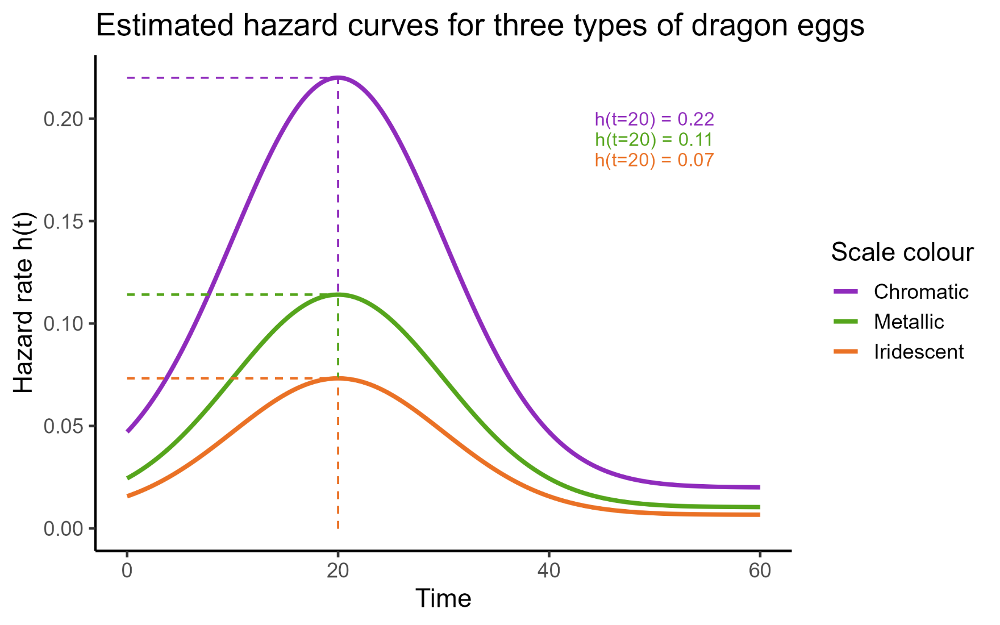 Estimated hazard curves for three types of dragon eggs
Hazard rate h(t)
0.20
0.15
0.10
0.05
0.00
h(t=20) = 0.22
h(t=20) = 0.11
h(t=20) = 0.07
0 20 40 60
Time
Scale colour
Chromatic
Metallic
Iridescent